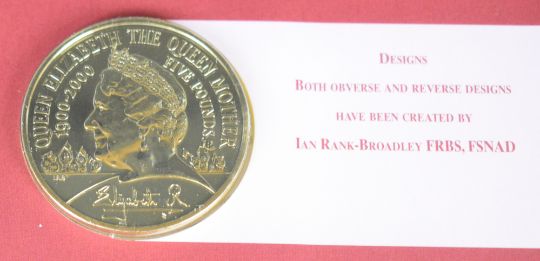 QUEEN ELIZABETH THE QUEEN MOTHER
1900-2000
FIVE POUNDS
Elizabeth R
DESIGNS
BOTH OBVERSE AND REVERSE DESIGNS
HAVE BEEN CREATED BY
IAN RANK-BROADLEY FRBS, FSNAD